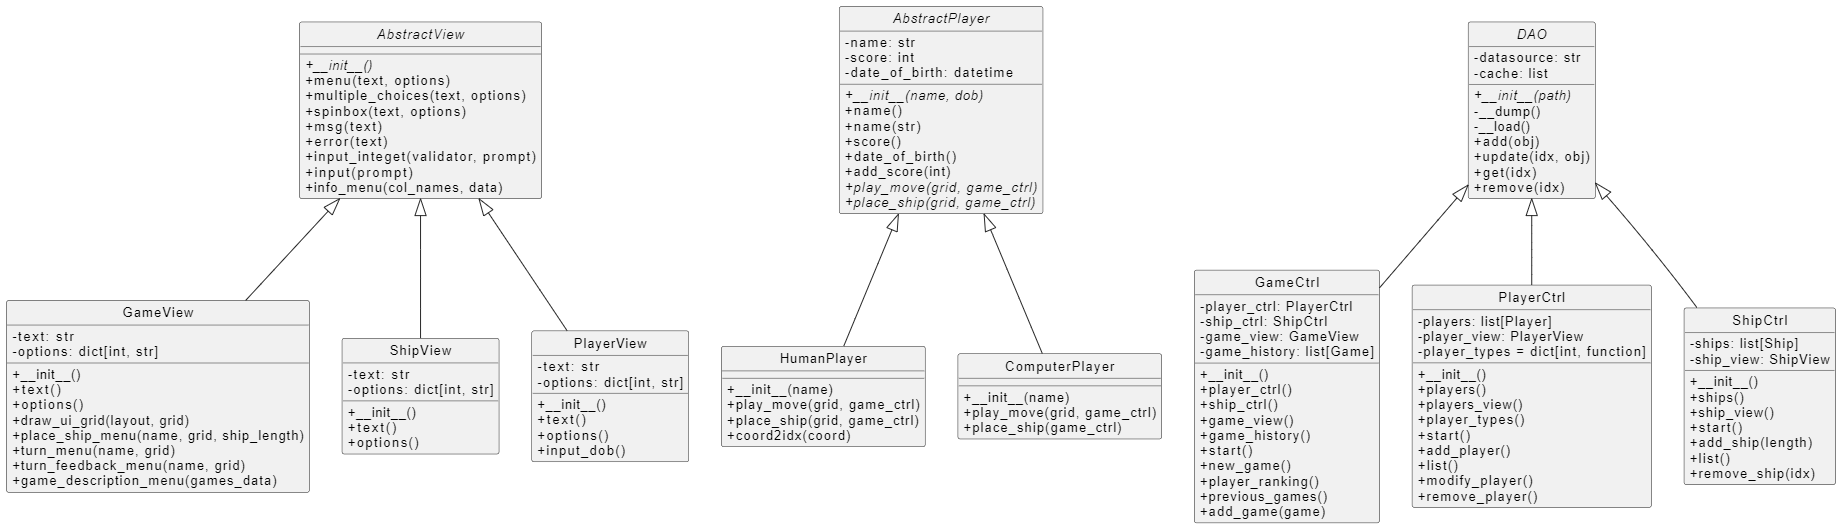 AbstractView
+__init__()
+menu(text, options)
+multiple_choices(text, options)
+spinbox(text, options)
+msg(text)
+error(text)
+input_integet(validator, prompt)
+input(prompt)
+info_menu(col_names, data)
AbstractPlayer
-name: str
-score: int
-date_of_birth: datetime
+__init__(name, dob)
+name()
+name(str)
+score()
+date_of_birth()
+add_score(int)
+play_move(grid, game_ctrl)
+place_ship(grid, game_ctrl)
DAO
-datasource: str
-cache: list
+__init__(path)
-__dump()
-__load()
+add(obj)
+update(idx, obj)
+get(idx)
+remove(idx)
GameView
-text: str
-options: dict[int, str]
+__init__()
+text()
+options()
+draw_ui_grid(layout, grid)
+place_ship_menu(name, grid, ship_length)
+turn_menu(name, grid)
+turn_feedback_menu(name, grid)
+game_description_menu(games_data)
ShipView
-text: str
-options: dict[int, str]
+__init__()
+text()
+options()
PlayerView
-text: str
-options: dict[int, str]
+__init__()
+text()
+options()
+input_dob()
HumanPlayer
+__init__(name)
+play_move(grid, game_ctrl)
+place_ship(grid, game_ctrl)
+coord2idx(coord)
ComputerPlayer
+__init__(name)
+play_move(grid, game_ctrl)
+place_ship(game_ctrl)
GameCtrl
-player_ctrl: PlayerCtrl
-ship_ctrl: ShipCtrl
-game_view: GameView
-game_history: list[Game]
+__init__()
+player_ctrl()
+ship_ctrl()
+game_view()
+game_history()
+start()
+new_game()
+player_ranking()
+previous_games()
+add_game(game)
PlayerCtrl
-players: list[Player]
-player_view: PlayerView
-player_types = dict[int, function]
+__init__()
+players()
+players_view()
+player_types()
+start()
+add_player()
+list()
+modify_player()
+remove_player()
ShipCtrl
-ships: list[Ship]
-ship_view: ShipView
+__init__()
+ships()
+ship_view()
+start()
+add_ship(length)
+list()
+remove_ship(idx)